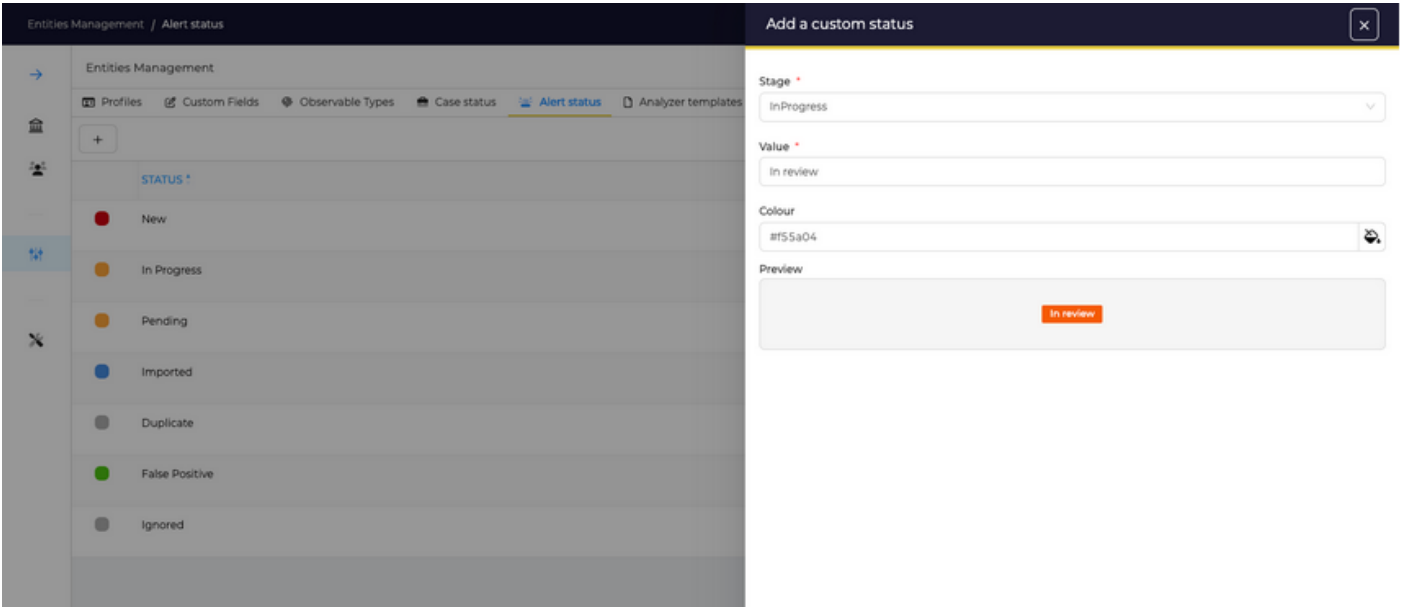 Entities Management / Alert status
Entities Management
Profiles Custom Fields Observable Types Case status Alert status Analyzer templates
+
STATUS
New
In Progress
Pending
Imported
Duplicate
False Positive
Ignored
Add a custom status
Stage *
InProgress
Value *
In review
Colour
#f55a04
Preview
In review